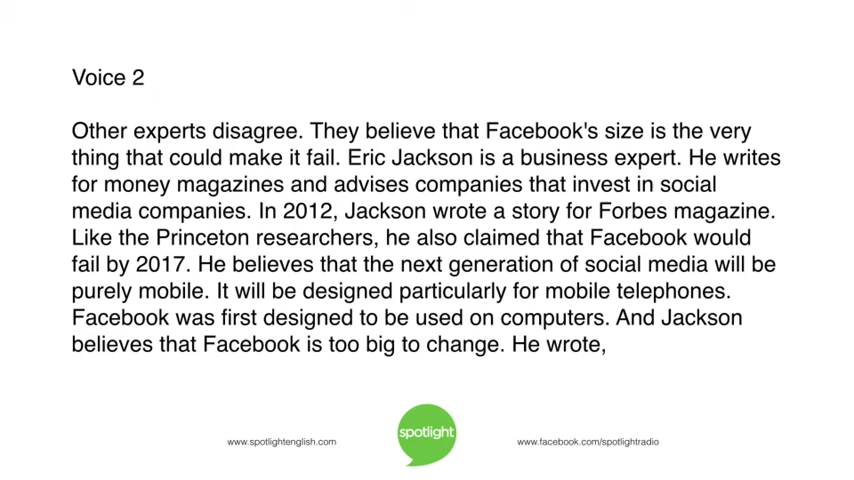 Voice 2
Other experts disagree. They believe that Facebook's size is the very
thing that could make it fail. Eric Jackson is a business expert. He writes
for money magazines and advises companies that invest in social
media companies. In 2012, Jackson wrote a story for Forbes magazine.
Like the Princeton researchers, he also claimed that Facebook would
fail by 2017. He believes that the next generation of social media will be
purely mobile. It will be designed particularly for mobile telephones.
Facebook was first designed to be used on computers. And Jackson
believes that Facebook is too big to change. He wrote,
spotlight
www.spotlightenglish.com
www.facebook.com/spotlightradio